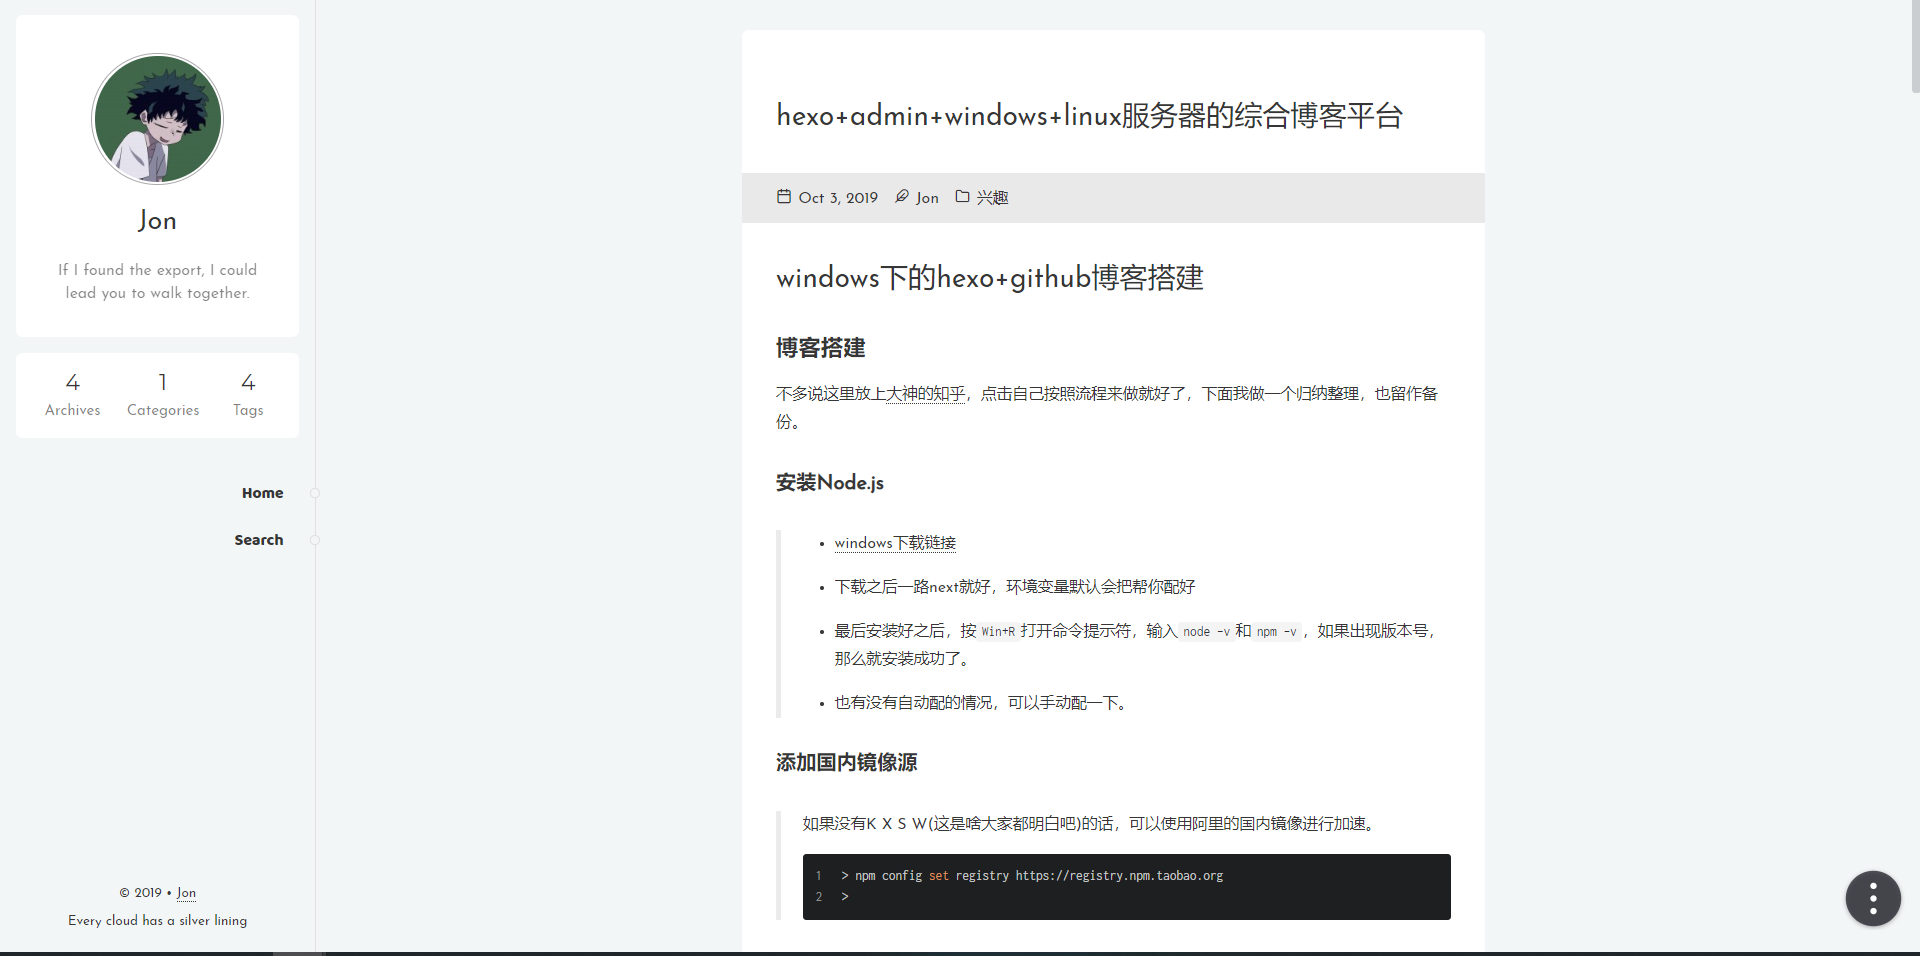 Jon
If I found the export, I could
lead you to walk together.
4
1
4
Archives
Categories
Tags
Home
Search
© 2019 • Jon
Every cloud has a silver lining
hexo+admin+windows+linux服务器的综合博客平台
Oct 3, 2019 Jon 兴趣
windows下的hexo+github博客搭建
博客搭建
不多说这里放上大神的知乎，点击自己按照流程来做就好了，下面我做一个归纳整理，也留作备
份。
安装Node.js
• windows下载链接
• 下载之后一路next就好，环境变量默认会把帮你配好
• 最后安装好之后，按 Win+R 打开命令提示符，输入 node -v 和 npm -v ，如果出现版本号，
那么就安装成功了。
• 也有没有自动配的情况，可以手动配一下。
添加国内镜像源
如果没有K X S W(这是啥大家都明白吧)的话，可以使用阿里的国内镜像进行加速。
1 > npm config set registry https://registry.npm.taobao.org
2 >